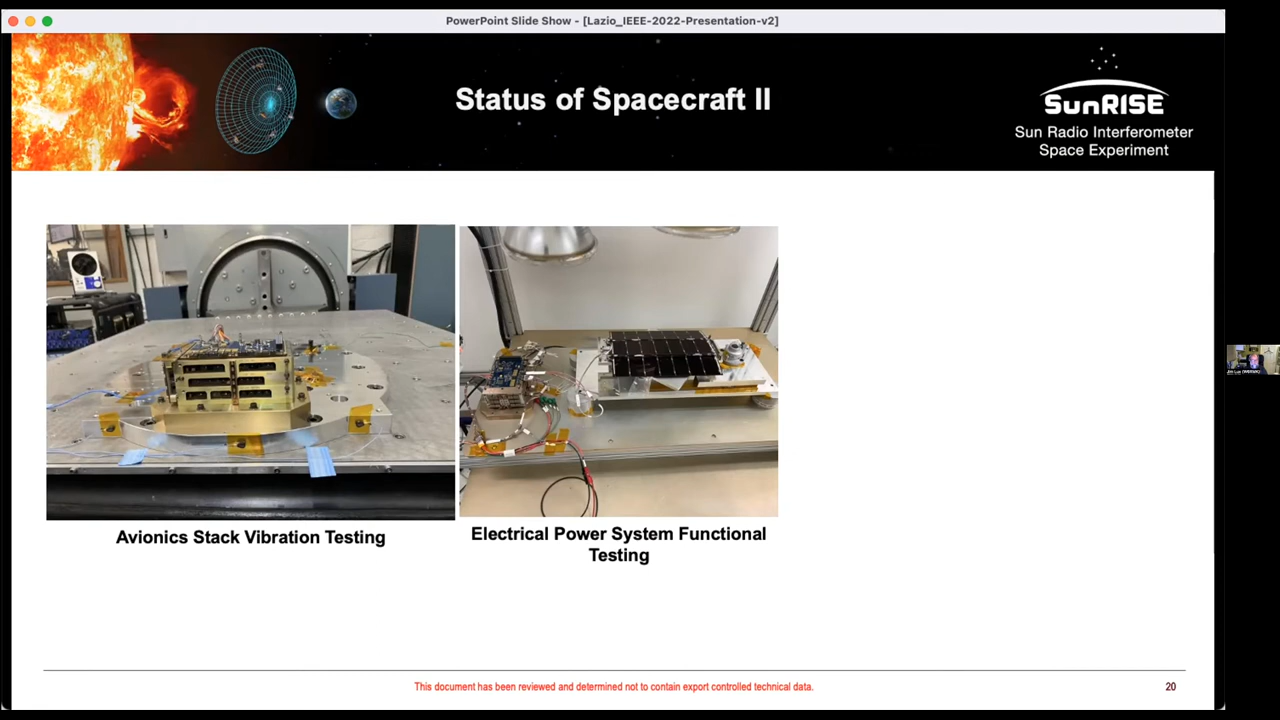 PowerPoint Slide Show - [Lazio_IEEE-2022-Presentation-v2]
Status of Spacecraft II
SunRISE
Sun Radio Interferometer
Space Experiment
Avionics Stack Vibration Testing
Electrical Power System Functional
Testing
This document has been reviewed and determined not to contain export controlled technical data.
20